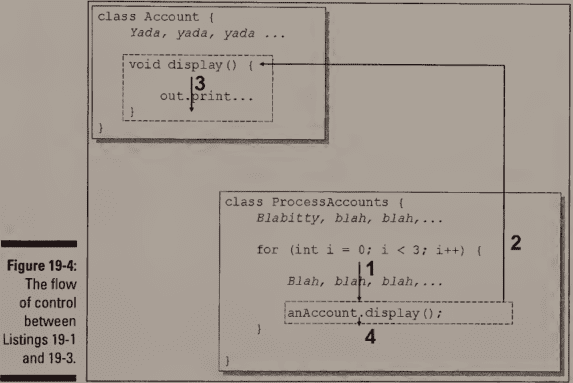 class Account {
Yada, yada, yada ...
void display() {
3
out.print...
}
}
class ProcessAccounts {
Blabitty, blah, blah,...
for (int i = 0; i < 3; i++) {
2
1
Blah, blah, blah,...
anAccount.display();
4
}
}
Figure 19-4:
The flow
of control
between
Listings 19-1
and 19-3.